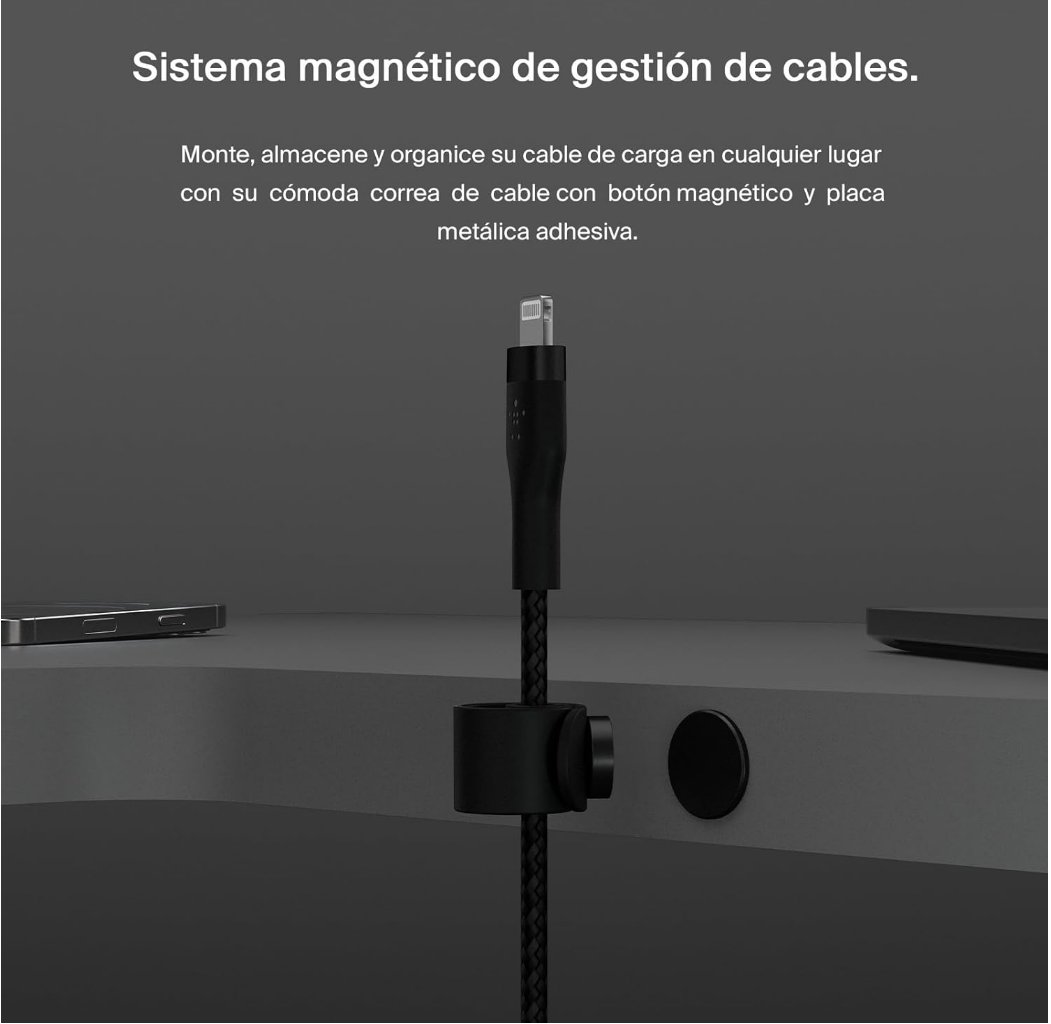 Sistema magnético de gestión de cables.
Monte, almacene y organice su cable de carga en cualquier lugar
con su cómoda correa de cable con botón magnético y placa
metálica adhesiva.